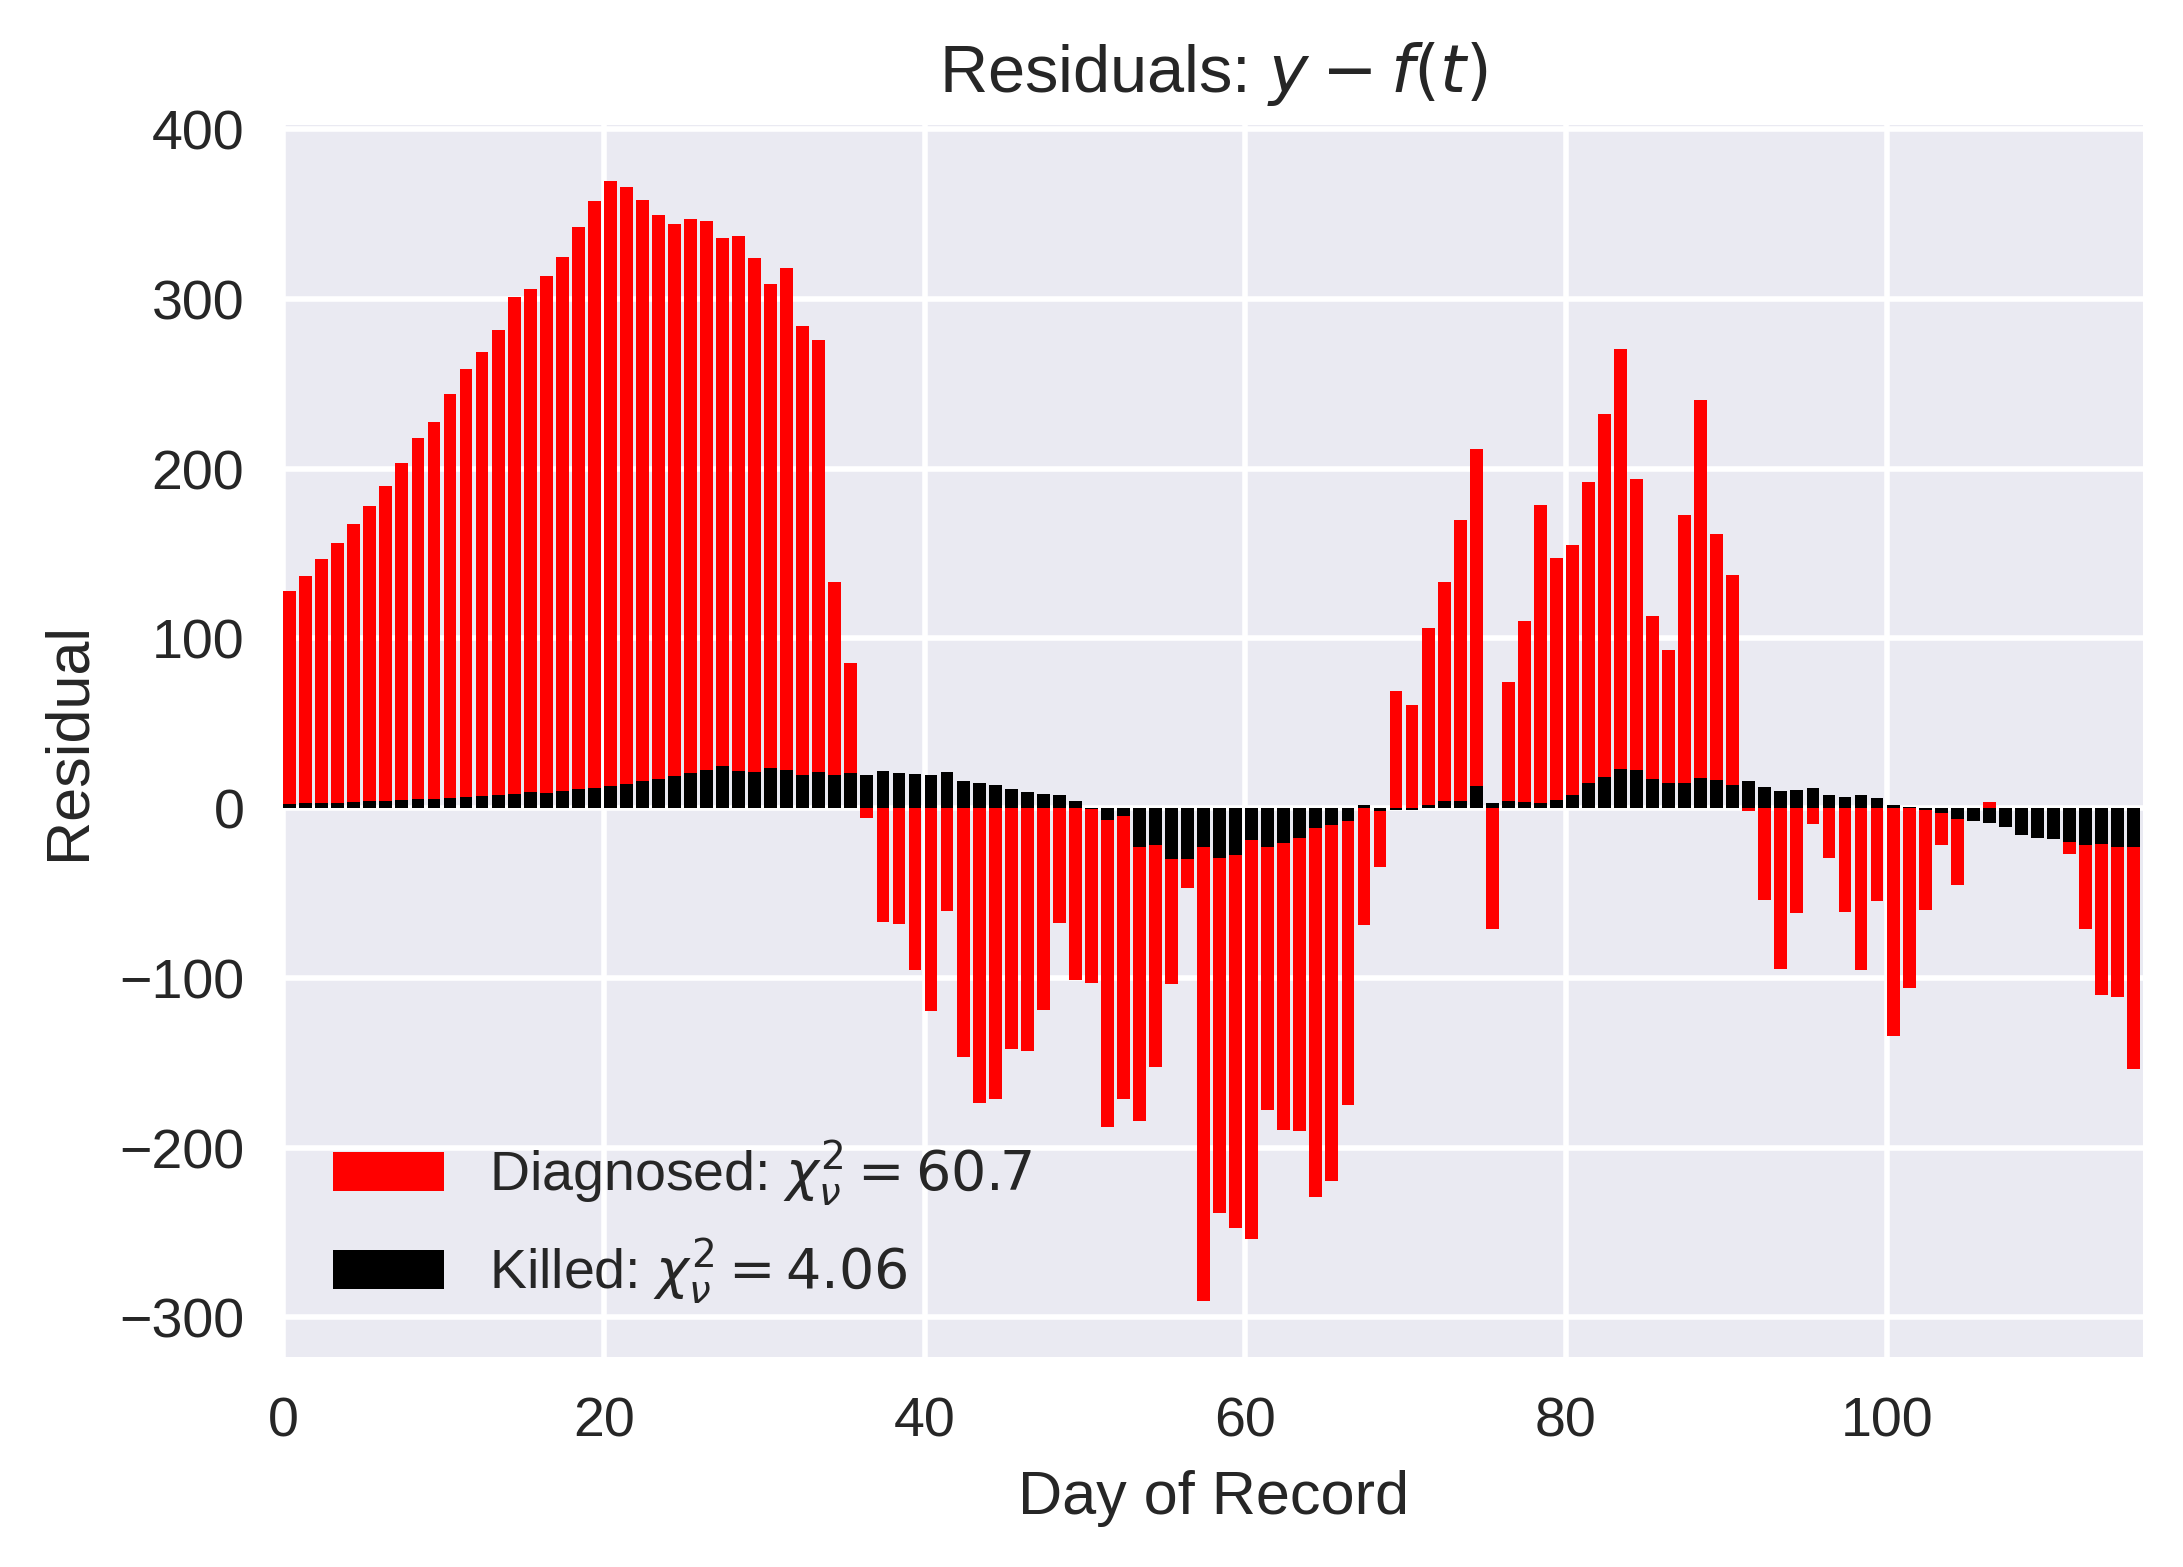 Residuals: y − f(t)
400
300
200
100
0
−100
−200
−300
Residual
Diagnosed: χ²ᵥ = 60.7
Killed: χ²ᵥ = 4.06
0 20 40 60 80 100
Day of Record